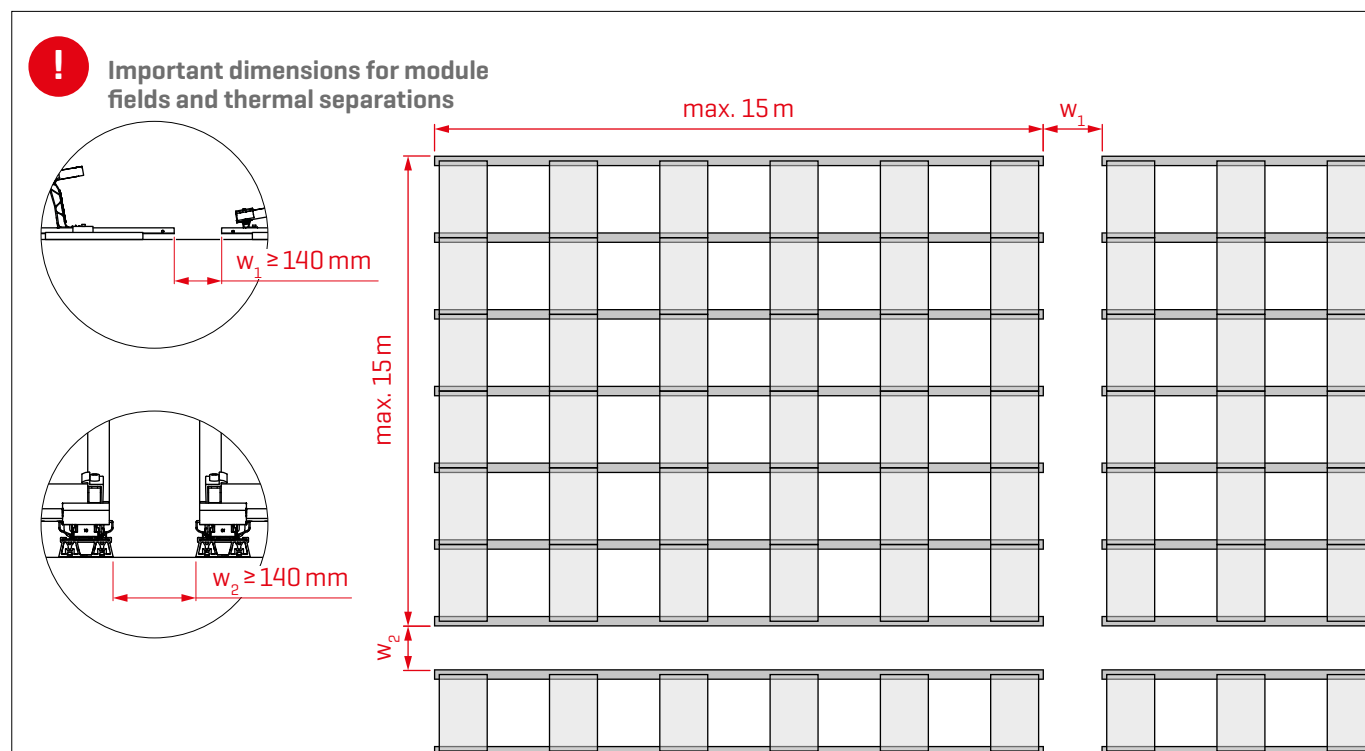 !
Important dimensions for module
fields and thermal separations
max. 15 m
w₁
w₁ ≥ 140 mm
max. 15 m
w₂ ≥ 140 mm
w₂